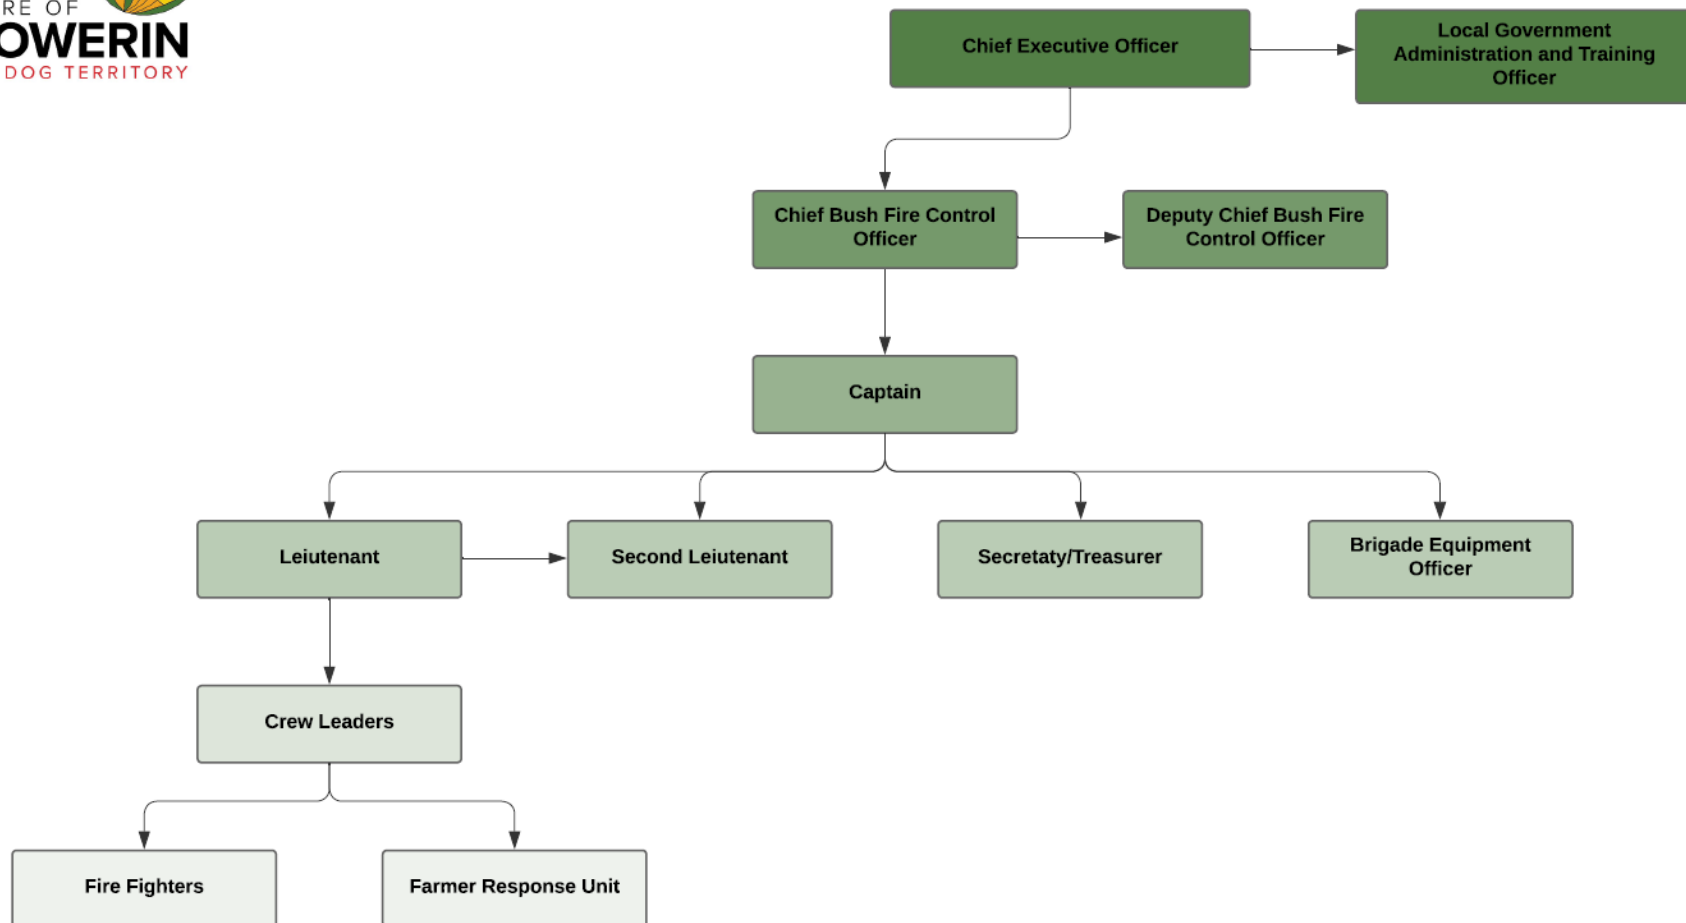 RE OF
OWERIN
DOG TERRITORY
Chief Executive Officer
Local Government
Administration and Training
Officer
Chief Bush Fire Control
Officer
Deputy Chief Bush Fire
Control Officer
Captain
Leiutenant
Second Leiutenant
Secretaty/Treasurer
Brigade Equipment
Officer
Crew Leaders
Fire Fighters
Farmer Response Unit